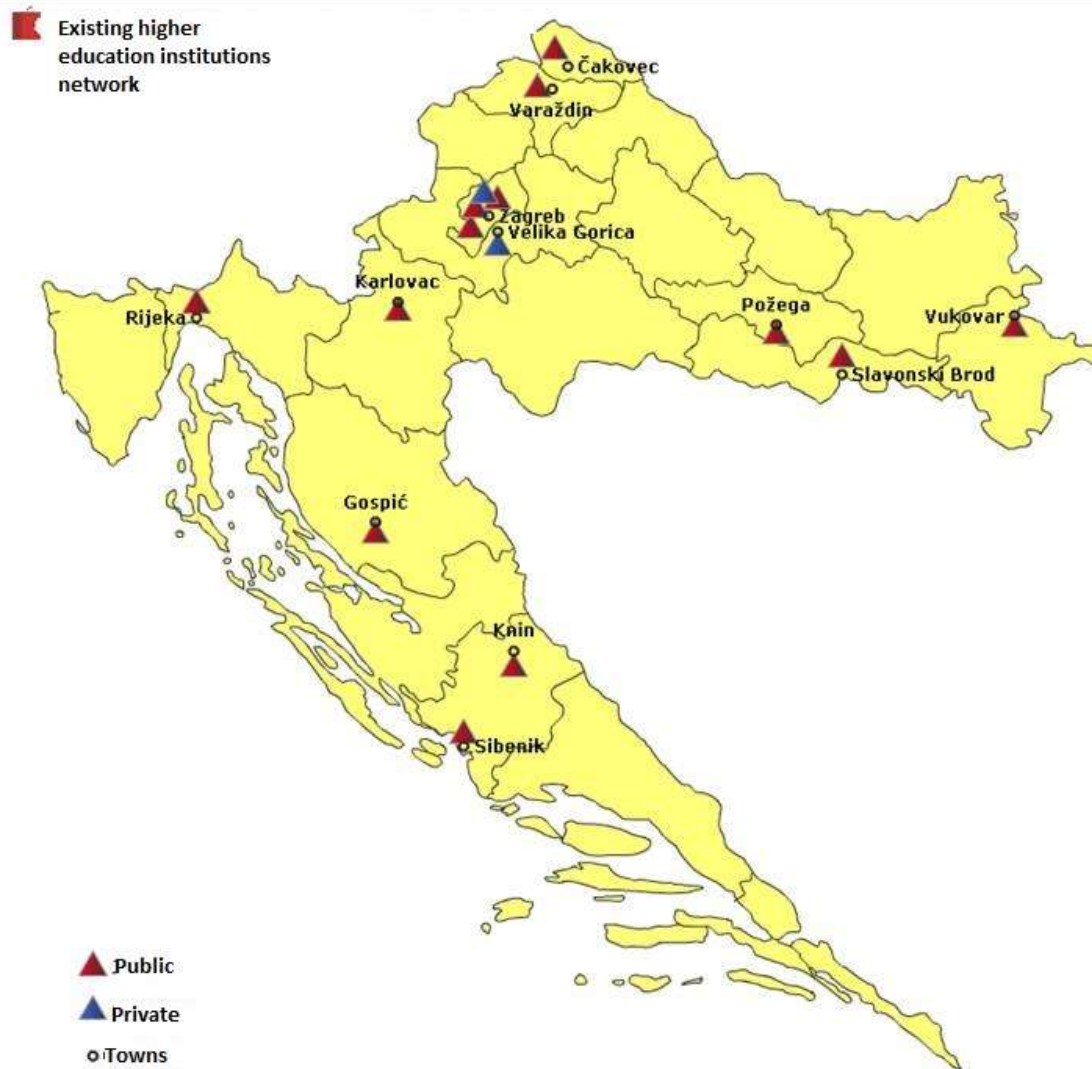 Existing higher
education institutions
network
Čakovec
Varaždin
Zagreb
Velika Gorica
Karlovac
Rijeka
Požega
Vukovar
Slavonski Brod
Gospić
Knin
Sibenik
Public
Private
Towns